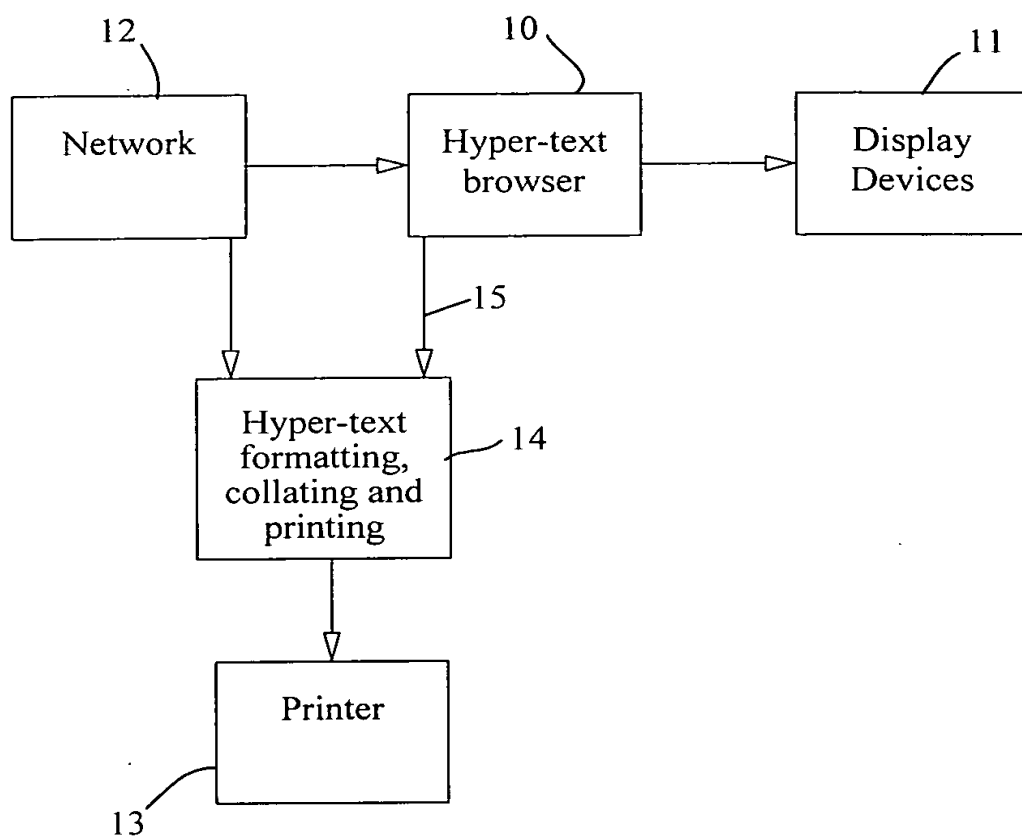 12
10
11
Network
Hyper-text
browser
Display
Devices
15
Hyper-text
formatting,
collating and
printing
14
Printer
13